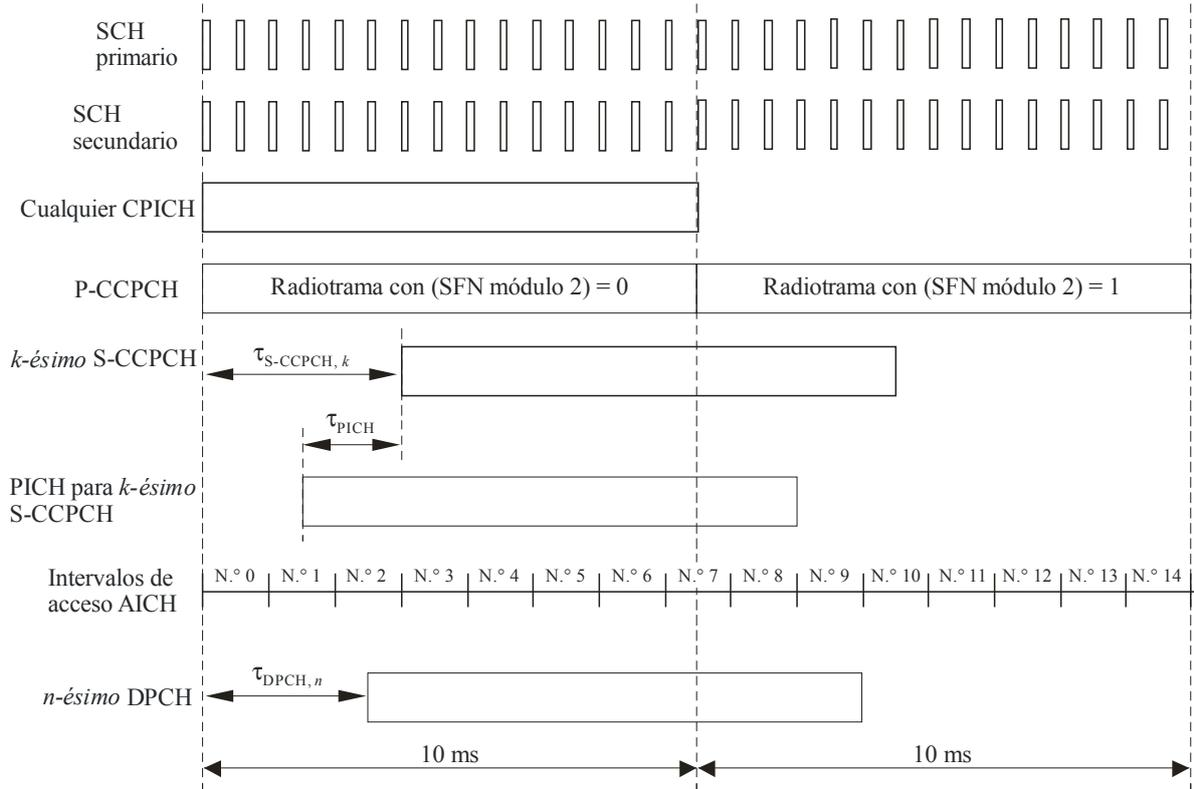 SCH
primario
SCH
secundario
Cualquier CPICH
P-CCPCH
Radiotrama con (SFN módulo 2) = 0
Radiotrama con (SFN módulo 2) = 1
k-ésimo S-CCPCH
τS-CCPCH, k
τPICH
PICH para k-ésimo
S-CCPCH
Intervalos de
acceso AICH
N.° 0 N.° 1 N.° 2 N.° 3 N.° 4 N.° 5 N.° 6 N.° 7 N.° 8 N.° 9 N.° 10 N.° 11 N.° 12 N.° 13 N.° 14
n-ésimo DPCH
τDPCH, n
10 ms
10 ms